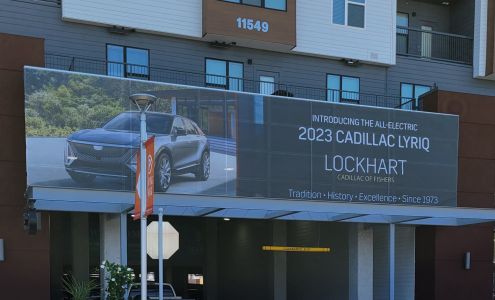 11549
INTRODUCING THE ALL-ELECTRIC
2023 CADILLAC LYRIQ
LOCKHART
CADILLAC OF FISHERS
Tradition • History • Excellence • Since 1973